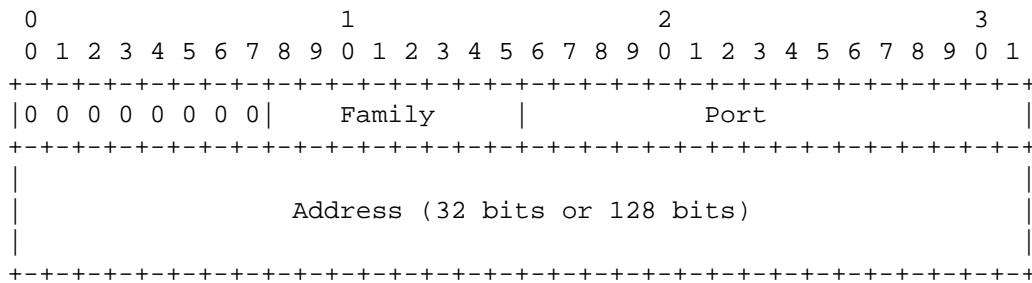 0                   1                   2                   3
 0 1 2 3 4 5 6 7 8 9 0 1 2 3 4 5 6 7 8 9 0 1 2 3 4 5 6 7 8 9 0 1
+-+-+-+-+-+-+-+-+-+-+-+-+-+-+-+-+-+-+-+-+-+-+-+-+-+-+-+-+-+-+-+-+
|0 0 0 0 0 0 0 0|    Family     |           Port                |
+-+-+-+-+-+-+-+-+-+-+-+-+-+-+-+-+-+-+-+-+-+-+-+-+-+-+-+-+-+-+-+-+
|                                                               |
|                 Address (32 bits or 128 bits)                 |
|                                                               |
+-+-+-+-+-+-+-+-+-+-+-+-+-+-+-+-+-+-+-+-+-+-+-+-+-+-+-+-+-+-+-+-+